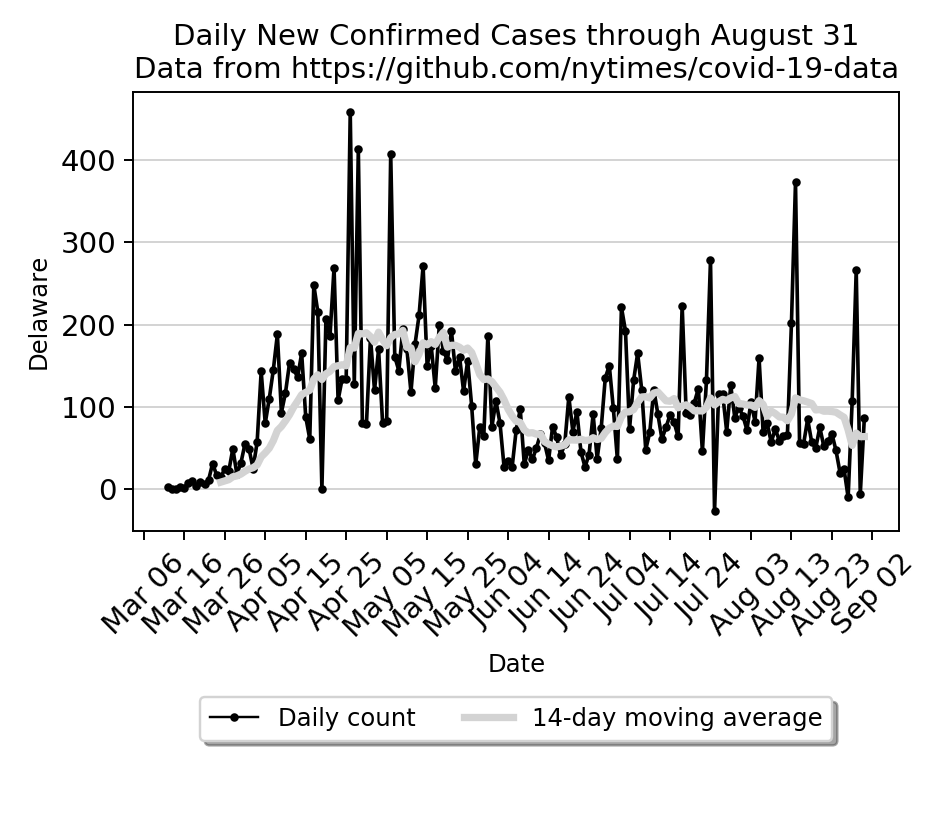 Daily New Confirmed Cases through August 31
Data from https://github.com/nytimes/covid-19-data
Delaware
400
300
200
100
0
Mar 06
Mar 16
Mar 26
Apr 05
Apr 15
Apr 25
May 05
May 15
May 25
Jun 04
Jun 14
Jun 24
Jul 04
Jul 14
Jul 24
Aug 03
Aug 13
Aug 23
Sep 02
Date
Daily count
14-day moving average